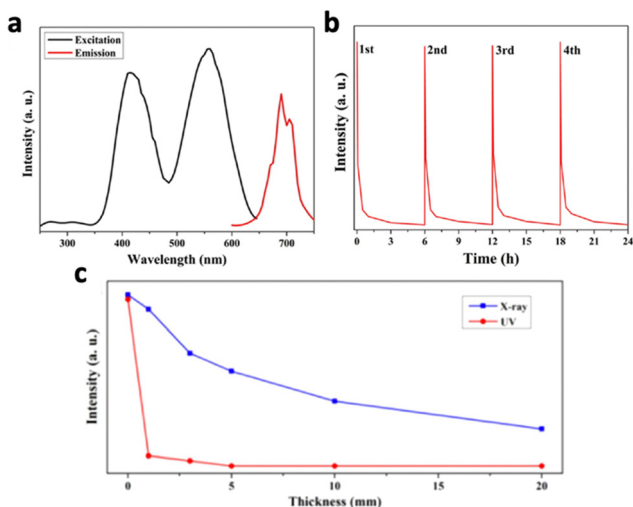 a
Excitation
Emission
Intensity (a. u.)
300 400 500 600 700
Wavelength (nm)
b
1st 2nd 3rd 4th
Intensity (a. u.)
0 3 6 9 12 15 18 21 24
Time (h)
c
X-ray
UV
Intensity (a. u.)
0 5 10 15 20
Thickness (mm)